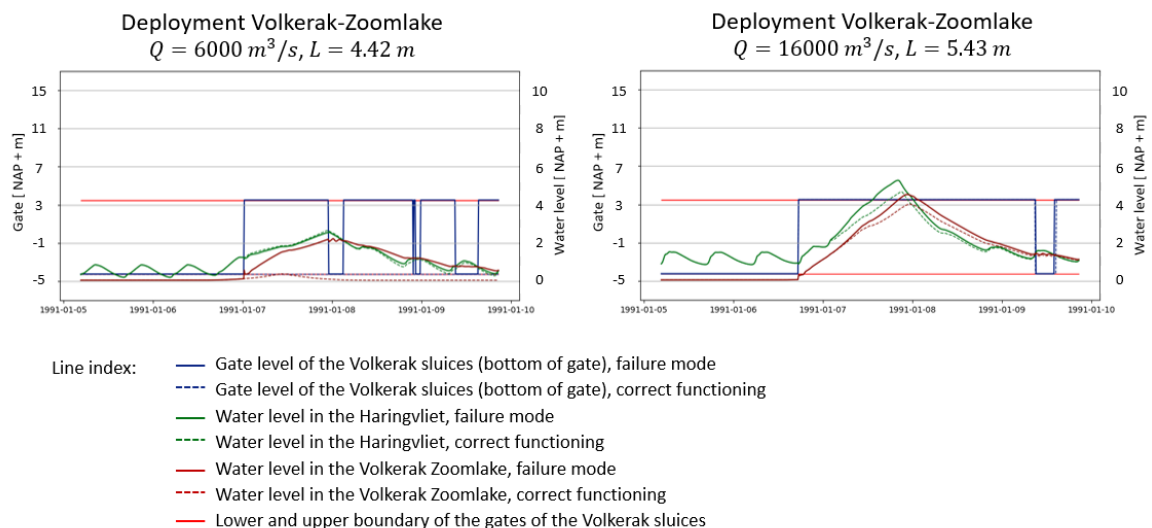 Deployment Volkerak-Zoomlake
Q = 6000 m³/s, L = 4.42 m
15
11
7
3
-1
-5
Gate [ NAP + m]
10
8
6
4
2
0
Water level [ NAP + m]
1991-01-05
1991-01-06
1991-01-07
1991-01-08
1991-01-09
1991-01-10
Deployment Volkerak-Zoomlake
Q = 16000 m³/s, L = 5.43 m
15
11
7
3
-1
-5
Gate [ NAP + m]
10
8
6
4
2
0
Water level [ NAP + m]
1991-01-05
1991-01-06
1991-01-07
1991-01-08
1991-01-09
1991-01-10
Line index:
Gate level of the Volkerak sluices (bottom of gate), failure mode
Gate level of the Volkerak sluices (bottom of gate), correct functioning
Water level in the Haringvliet, failure mode
Water level in the Haringvliet, correct functioning
Water level in the Volkerak Zoomlake, failure mode
Water level in the Volkerak Zoomlake, correct functioning
Lower and upper boundary of the gates of the Volkerak sluices